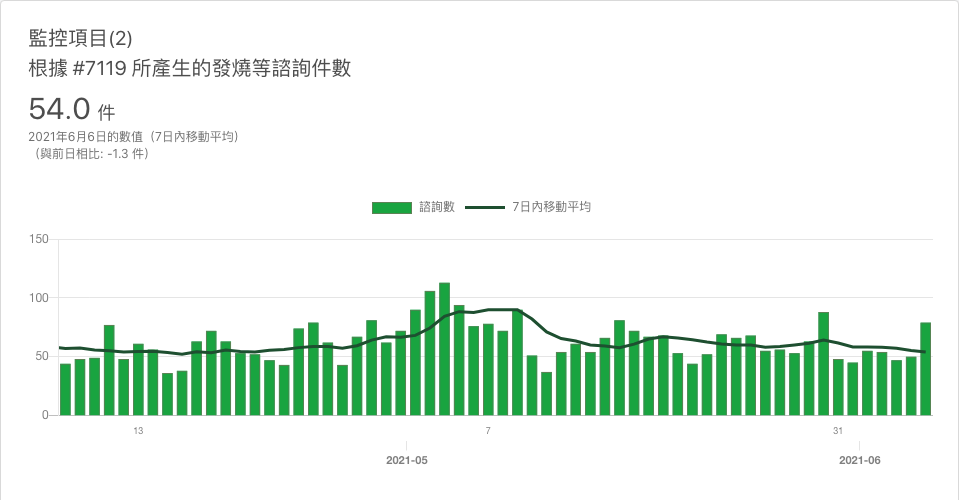 監控項目(2)
根據 #7119 所產生的發燒等諮詢件數
54.0 件
2021年6月6日的數值（7日內移動平均）
（與前日相比: -1.3 件）
諮詢數 7日內移動平均
150
100
50
0
13 7 31
2021-05 2021-06